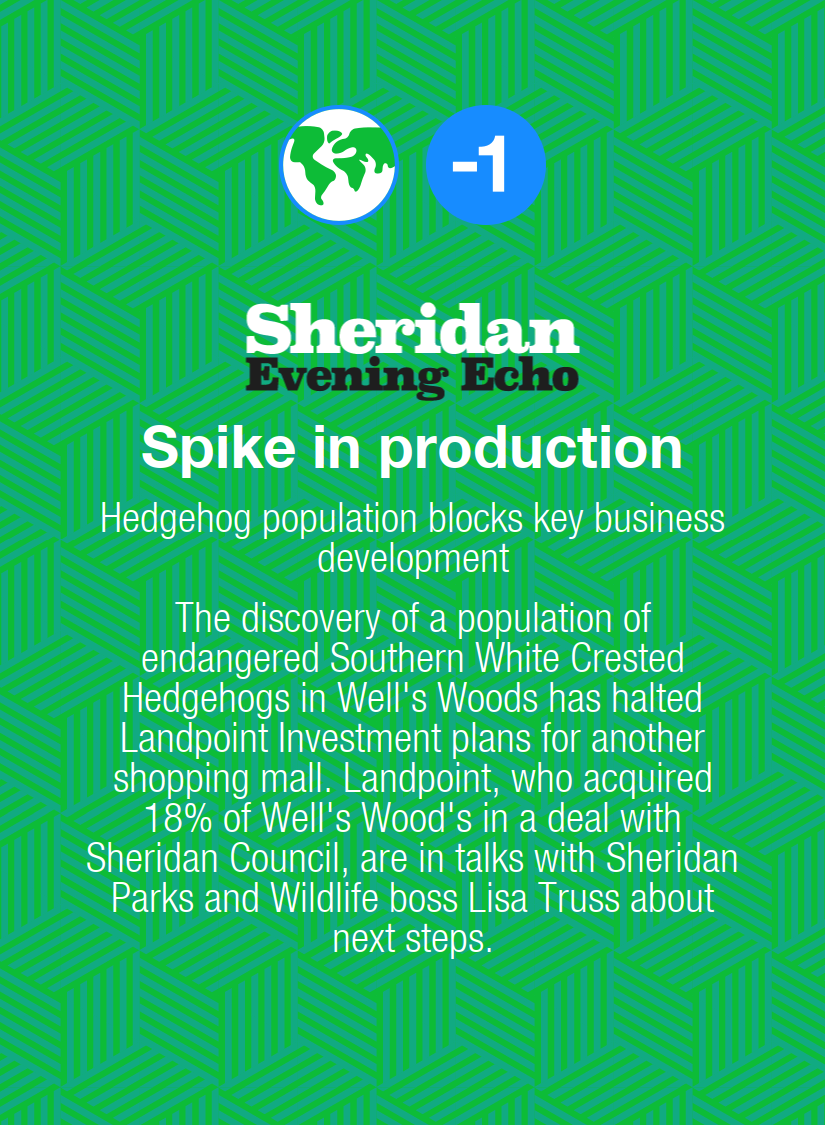 -1
Sheridan
Evening Echo
Spike in production
Hedgehog population blocks key business
development
The discovery of a population of
endangered Southern White Crested
Hedgehogs in Well's Woods has halted
Landpoint Investment plans for another
shopping mall. Landpoint, who acquired
18% of Well's Wood's in a deal with
Sheridan Council, are in talks with Sheridan
Parks and Wildlife boss Lisa Truss about
next steps.